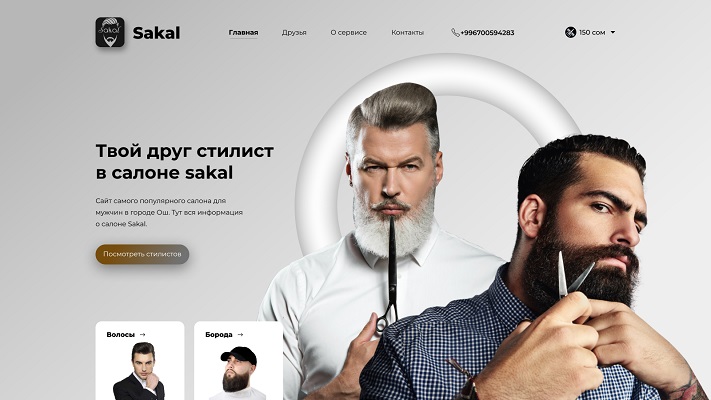 Sakal
Sakal
Главная
Друзья
О сервисе
Контакты
+996700594283
150 сом
Твой друг стилист
в салоне sakal
Сайт самого популярного салона для
мужчин в городе Ош. Тут вся информация
о салоне Sakal.
Посмотреть стилистов
Волосы →
Борода →